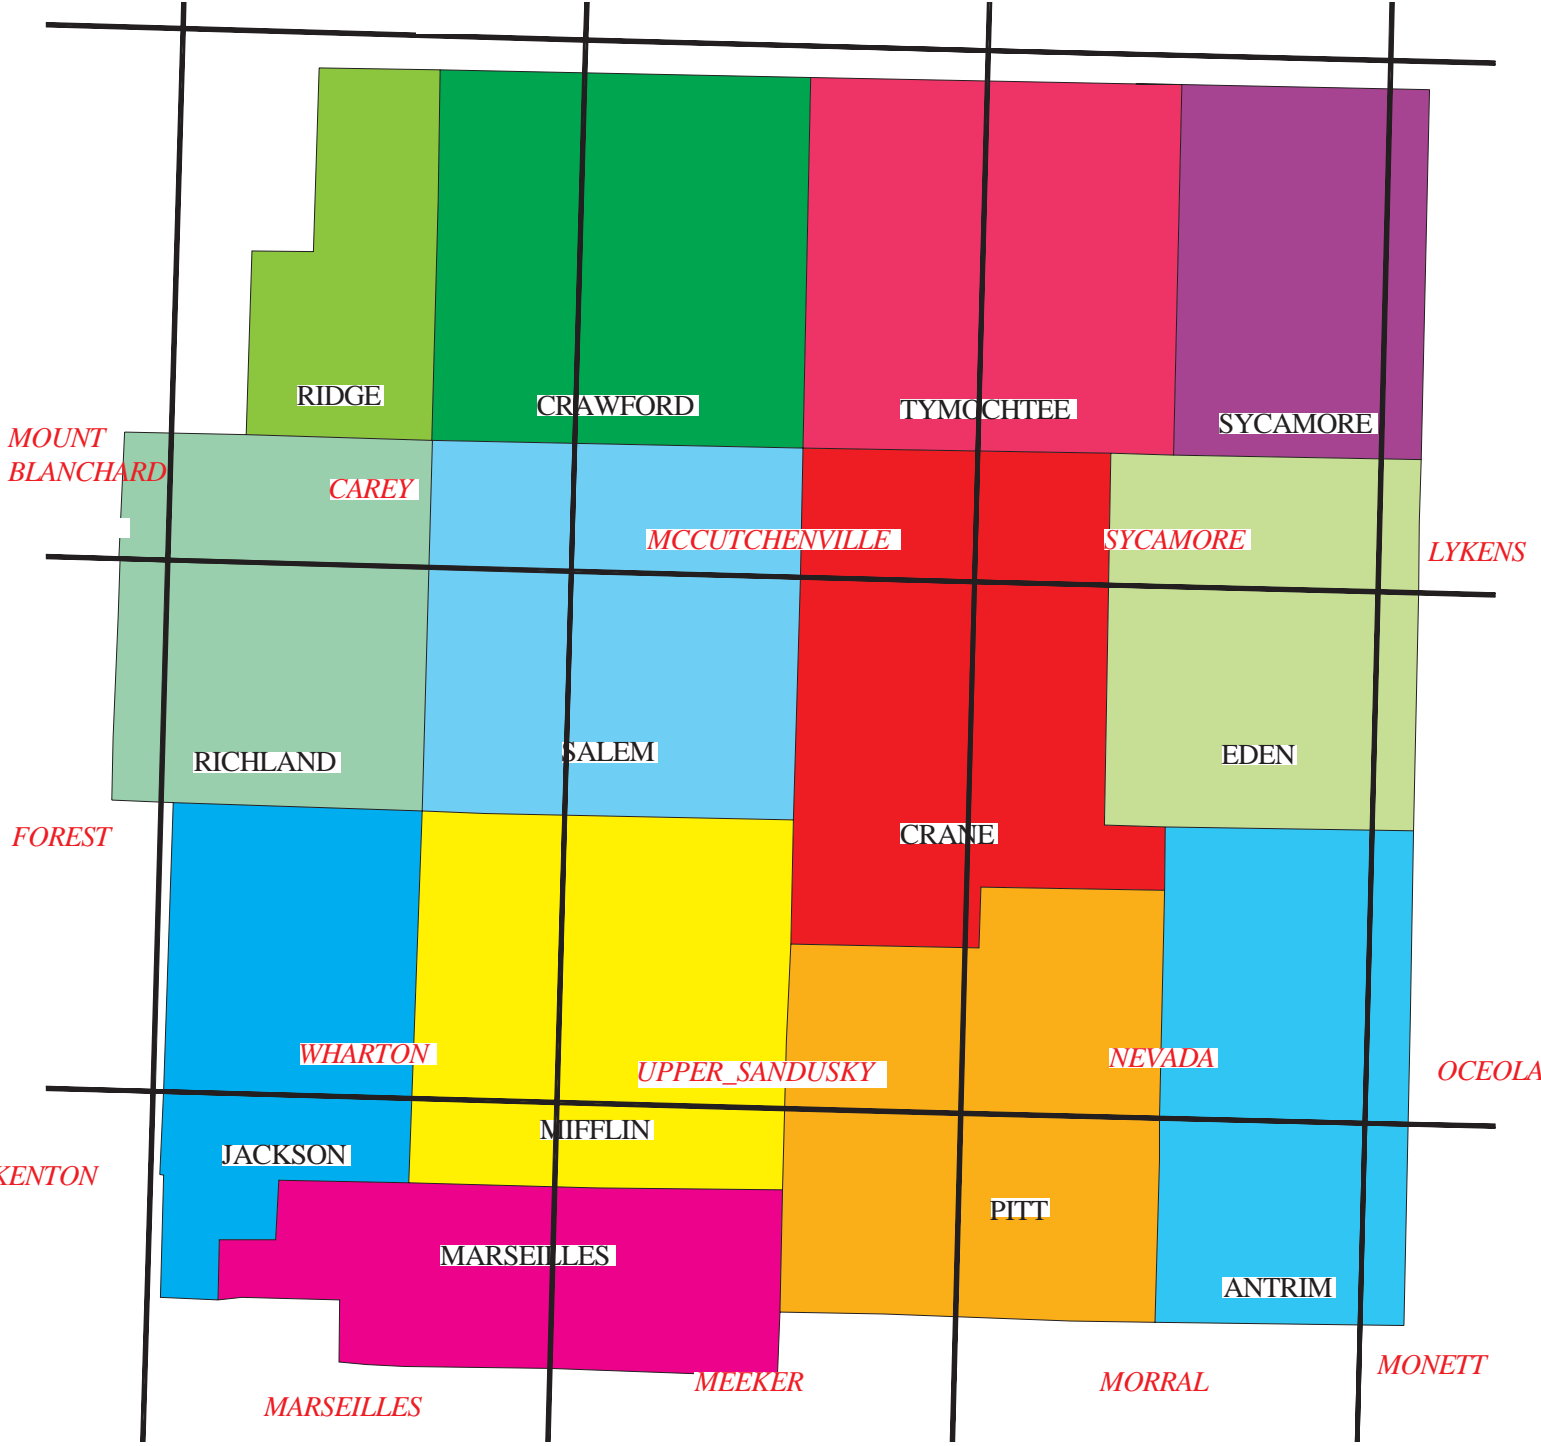 RIDGE
CRAWFORD
TYMOCHTEE
SYCAMORE
MOUNT
BLANCHARD
CAREY
MCCUTCHENVILLE
SYCAMORE
LYKENS
RICHLAND
SALEM
EDEN
FOREST
CRANE
WHARTON
UPPER_SANDUSKY
NEVADA
OCEOLA
JACKSON
MIFFLIN
KENTON
PITT
MARSEILLES
ANTRIM
MARSEILLES
MEEKER
MORRAL
MONETT